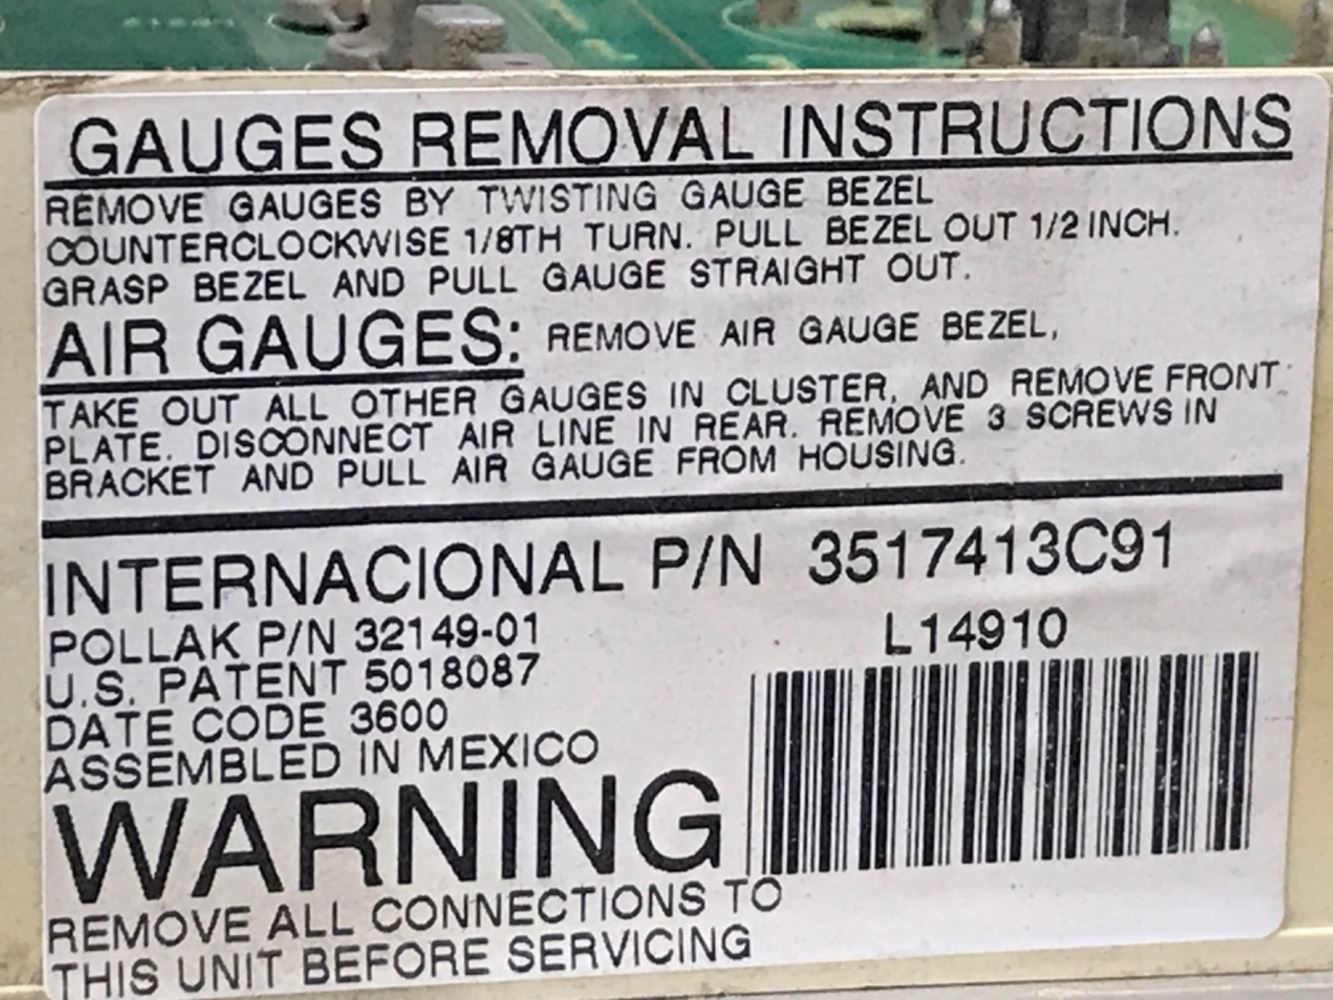 GAUGES REMOVAL INSTRUCTIONS
REMOVE GAUGES BY TWISTING GAUGE BEZEL
COUNTERCLOCKWISE 1/8TH TURN. PULL BEZEL OUT 1/2 INCH.
GRASP BEZEL AND PULL GAUGE STRAIGHT OUT.
AIR GAUGES: REMOVE AIR GAUGE BEZEL,
TAKE OUT ALL OTHER GAUGES IN CLUSTER, AND REMOVE FRONT
PLATE. DISCONNECT AIR LINE IN REAR. REMOVE 3 SCREWS IN
BRACKET AND PULL AIR GAUGE FROM HOUSING.
INTERNACIONAL P/N 3517413C91
POLLAK P/N 32149-01 L14910
U.S. PATENT 5018087
DATE CODE 3600
ASSEMBLED IN MEXICO
WARNING
REMOVE ALL CONNECTIONS TO
THIS UNIT BEFORE SERVICING